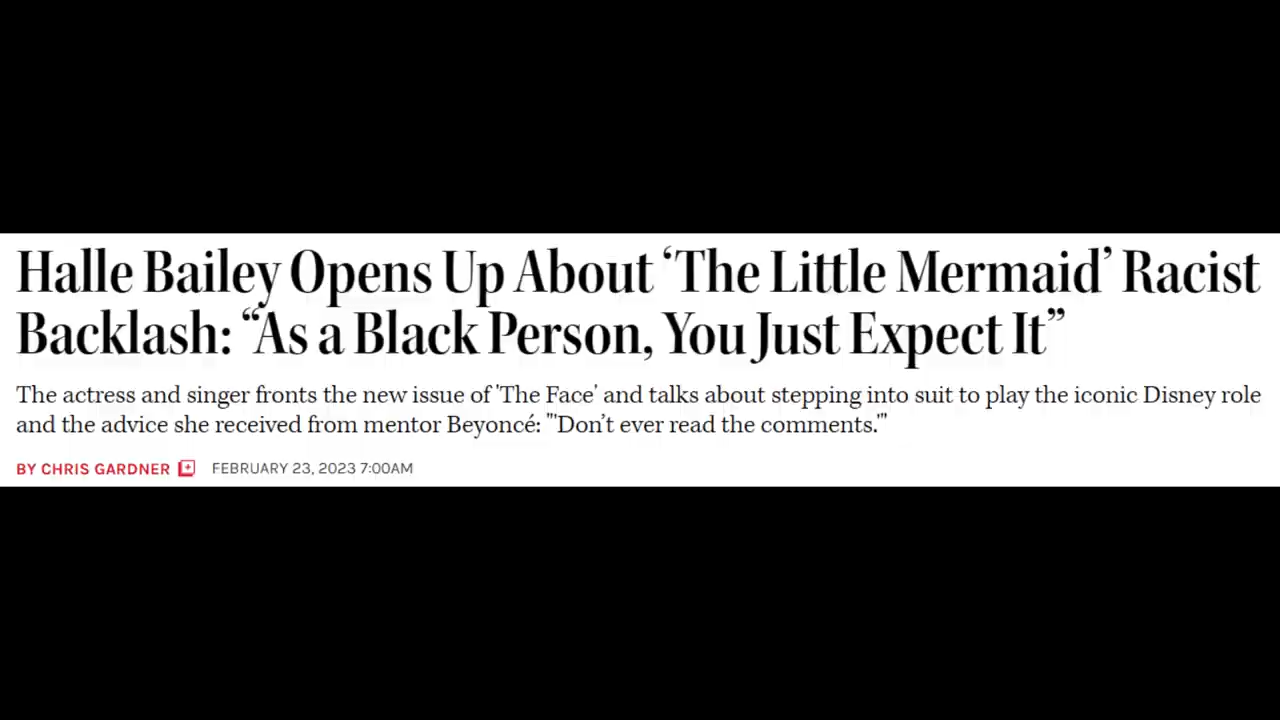 Halle Bailey Opens Up About ‘The Little Mermaid’ Racist
Backlash: “As a Black Person, You Just Expect It”
The actress and singer fronts the new issue of 'The Face' and talks about stepping into suit to play the iconic Disney role
and the advice she received from mentor Beyoncé: "'Don’t ever read the comments.'"
BY CHRIS GARDNER FEBRUARY 23, 2023 7:00AM